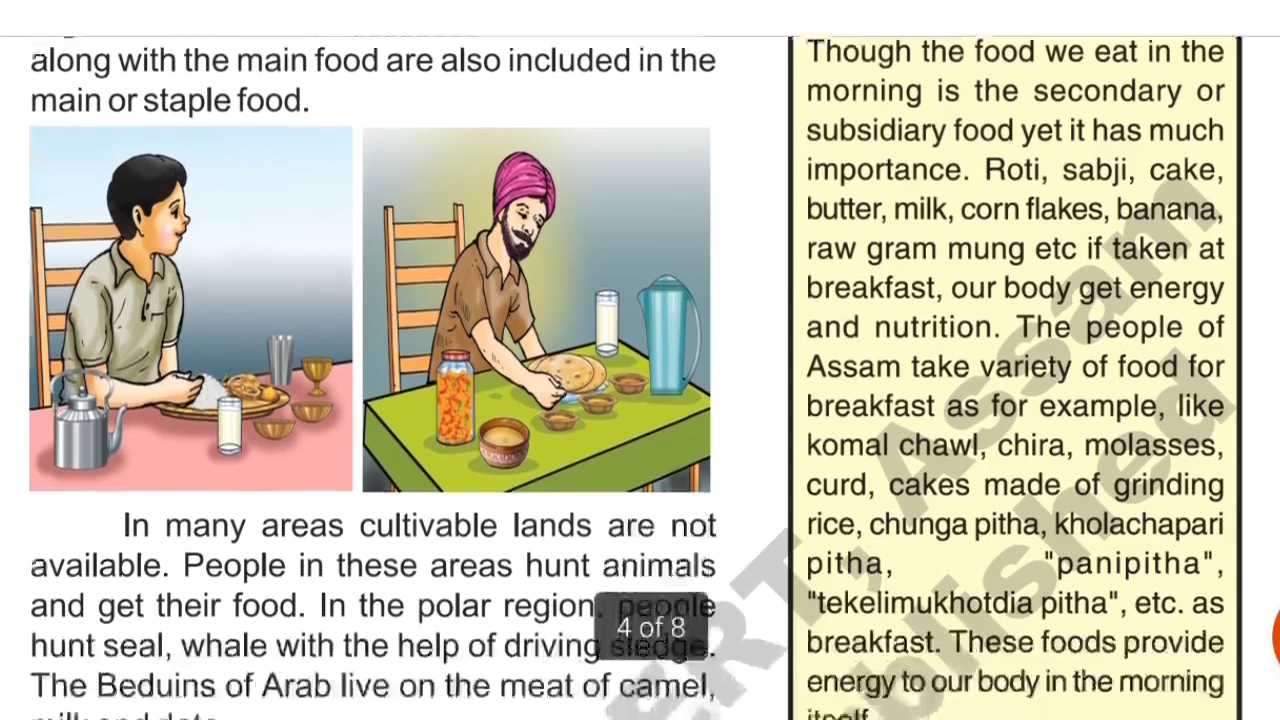 along with the main food are also included in the
main or staple food.
In many areas cultivable lands are not
available. People in these areas hunt animals
and get their food. In the polar region, people
hunt seal, whale with the help of driving sledge.
The Beduins of Arab live on the meat of camel,
milk and dates.
4 of 8
Though the food we eat in the
morning is the secondary or
subsidiary food yet it has much
importance. Roti, sabji, cake,
butter, milk, corn flakes, banana,
raw gram mung etc if taken at
breakfast, our body get energy
and nutrition. The people of
Assam take variety of food for
breakfast as for example, like
komal chawl, chira, molasses,
curd, cakes made of grinding
rice, chunga pitha, kholachapari
pitha, "panipitha",
"tekelimukhotdia pitha", etc. as
breakfast. These foods provide
energy to our body in the morning
itself.
ERT, Assam
blished